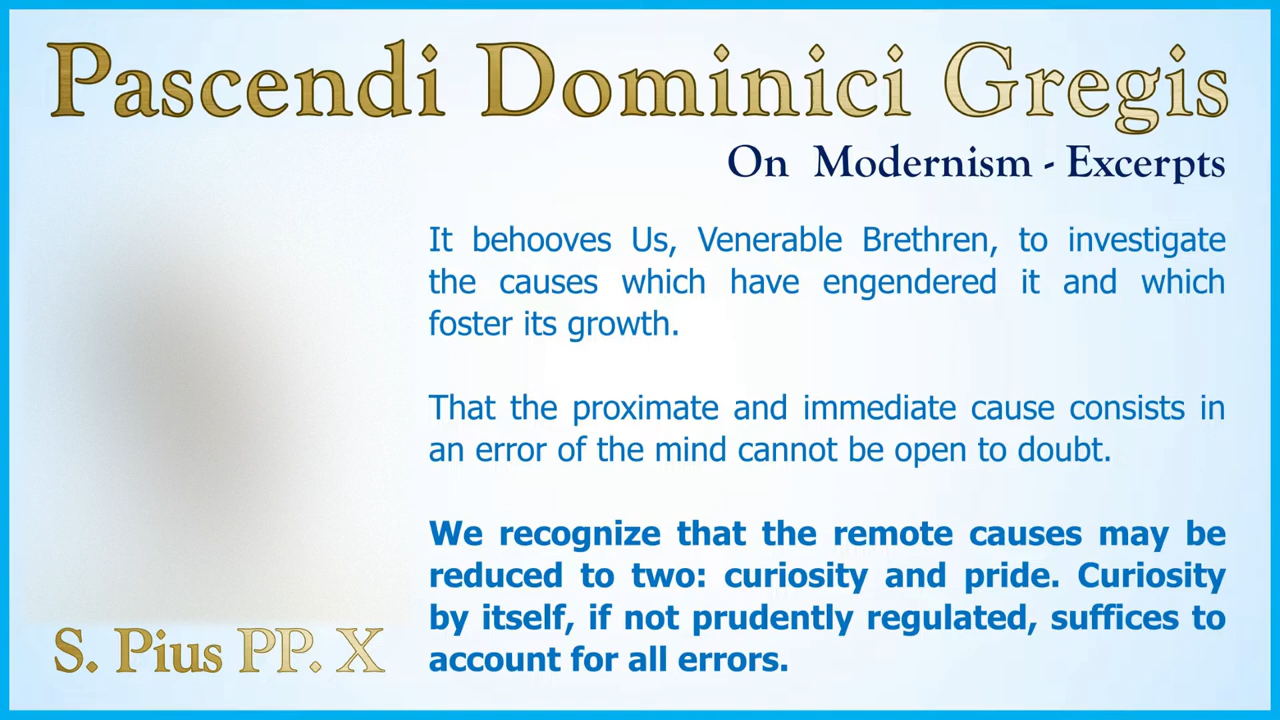 Pascendi Dominici Gregis
On Modernism - Excerpts
It behooves Us, Venerable Brethren, to investigate
the causes which have engendered it and which
foster its growth.
That the proximate and immediate cause consists in
an error of the mind cannot be open to doubt.
We recognize that the remote causes may be
reduced to two: curiosity and pride. Curiosity
by itself, if not prudently regulated, suffices to
account for all errors.
S. Pius PP. X